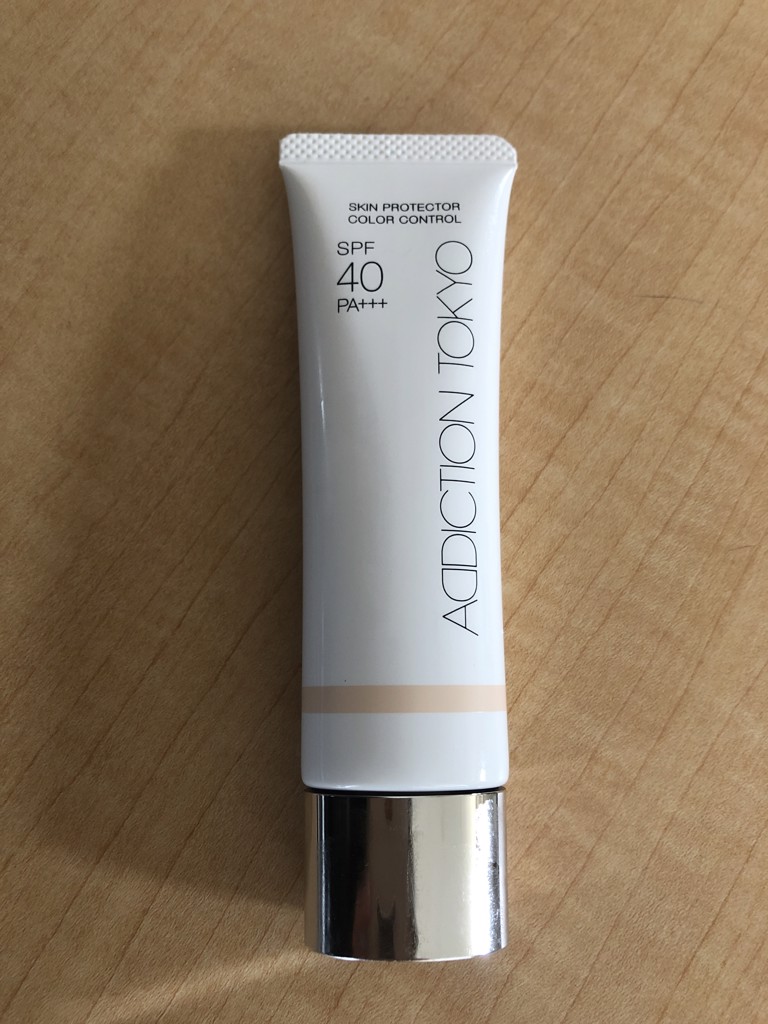 SKIN PROTECTOR
COLOR CONTROL
SPF
40
PA+++
ADDICTION TOKYO